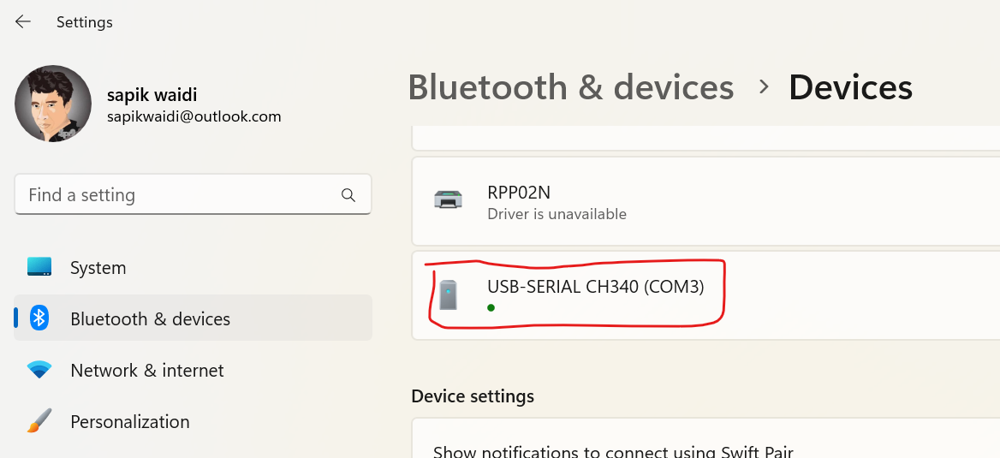 Settings
sapik waidi
sapikwaidi@outlook.com
Find a setting
System
Bluetooth & devices
Network & internet
Personalization
Bluetooth & devices > Devices
RPP02N
Driver is unavailable
USB-SERIAL CH340 (COM3)
Device settings
Show notifications to connect using Swift Pair